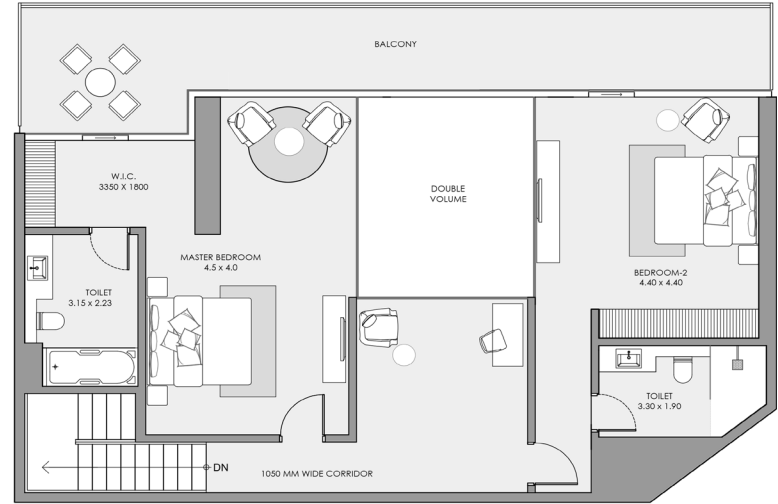 BALCONY
W.I.C.
3350 X 1800
DOUBLE
VOLUME
MASTER BEDROOM
4.5 x 4.0
BEDROOM-2
4.40 x 4.40
TOILET
3.15 x 2.23
TOILET
3.30 x 1.90
DN
1050 MM WIDE CORRIDOR